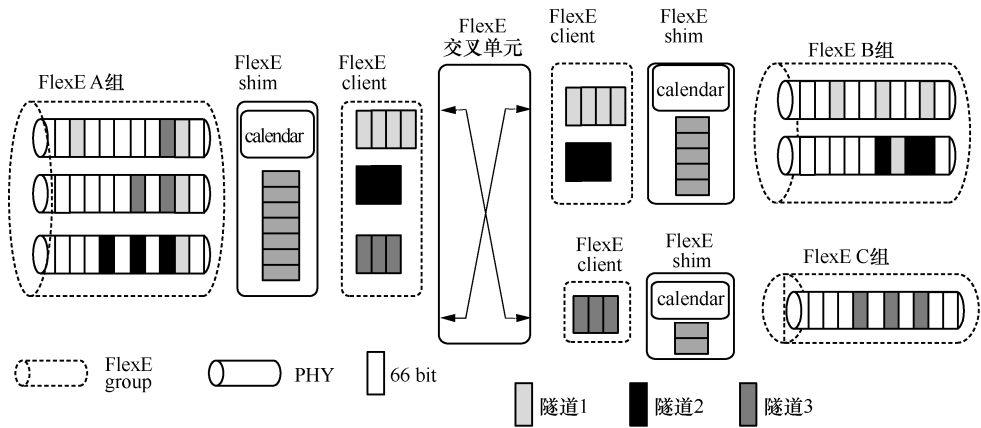 FlexE A组
FlexE
shim
calendar
FlexE
client
FlexE
交叉单元
FlexE
client
FlexE
shim
calendar
FlexE B组
FlexE
client
FlexE
shim
calendar
FlexE C组
FlexE
group
PHY
66 bit
隧道1
隧道2
隧道3